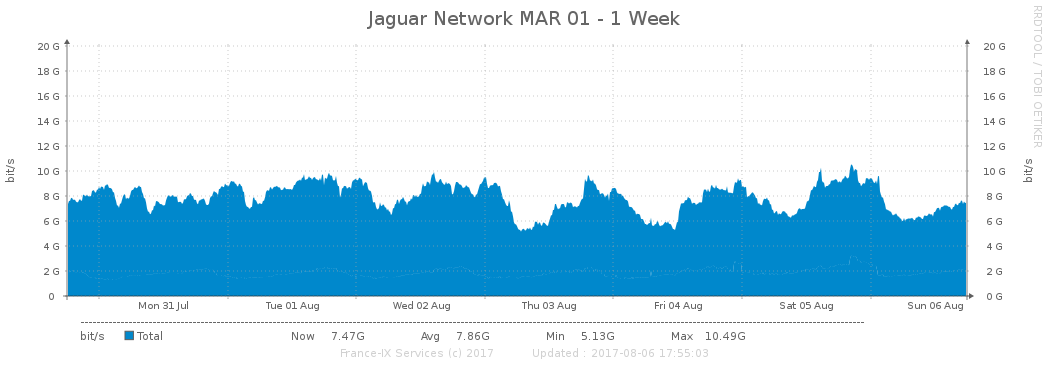 Jaguar Network MAR 01 - 1 Week
RRDTOOL / TOBI OETIKER
bit/s
bit/s
20 G 20 G
18 G 18 G
16 G 16 G
14 G 14 G
12 G 12 G
10 G 10 G
8 G 8 G
6 G 6 G
4 G 4 G
2 G 2 G
0 0 G
Mon 31 Jul Tue 01 Aug Wed 02 Aug Thu 03 Aug Fri 04 Aug Sat 05 Aug Sun 06 Aug
bit/s Total Now 7.47G Avg 7.86G Min 5.13G Max 10.49G
France-IX Services (c) 2017 Updated : 2017-08-06 17:55:03